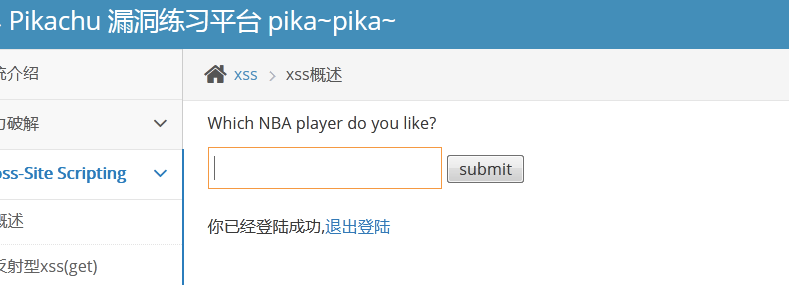 Pikachu 漏洞练习平台 pika~pika~
统介绍
xss > xss概述
力破解
Which NBA player do you like?
oss-Site Scripting
submit
概述
你已经登陆成功,退出登陆
反射型xss(get)